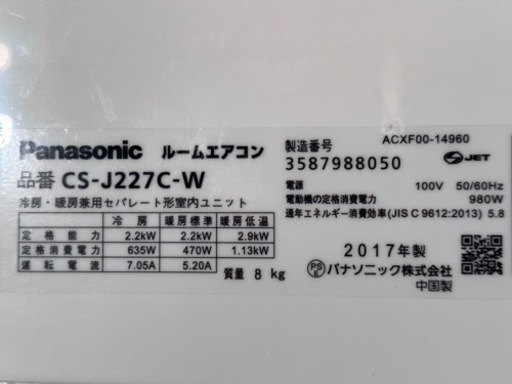 Panasonic ルームエアコン
品番 CS-J227C-W
冷房・暖房兼用セパレート形室内ユニット
冷房 暖房標準 暖房低温
定格能力 2.2kW 2.2kW 2.9kW
定格消費電力 635W 470W 1.13kW
運転電流 7.05A 5.20A
質量 8 kg
ACXF00-14960
製造番号
3587988050
JET
電源 100V 50/60Hz
電動機の定格消費電力 980W
通年エネルギー消費効率(JIS C 9612:2013) 5.8
2017年製
PS E パナソニック株式会社
中国製